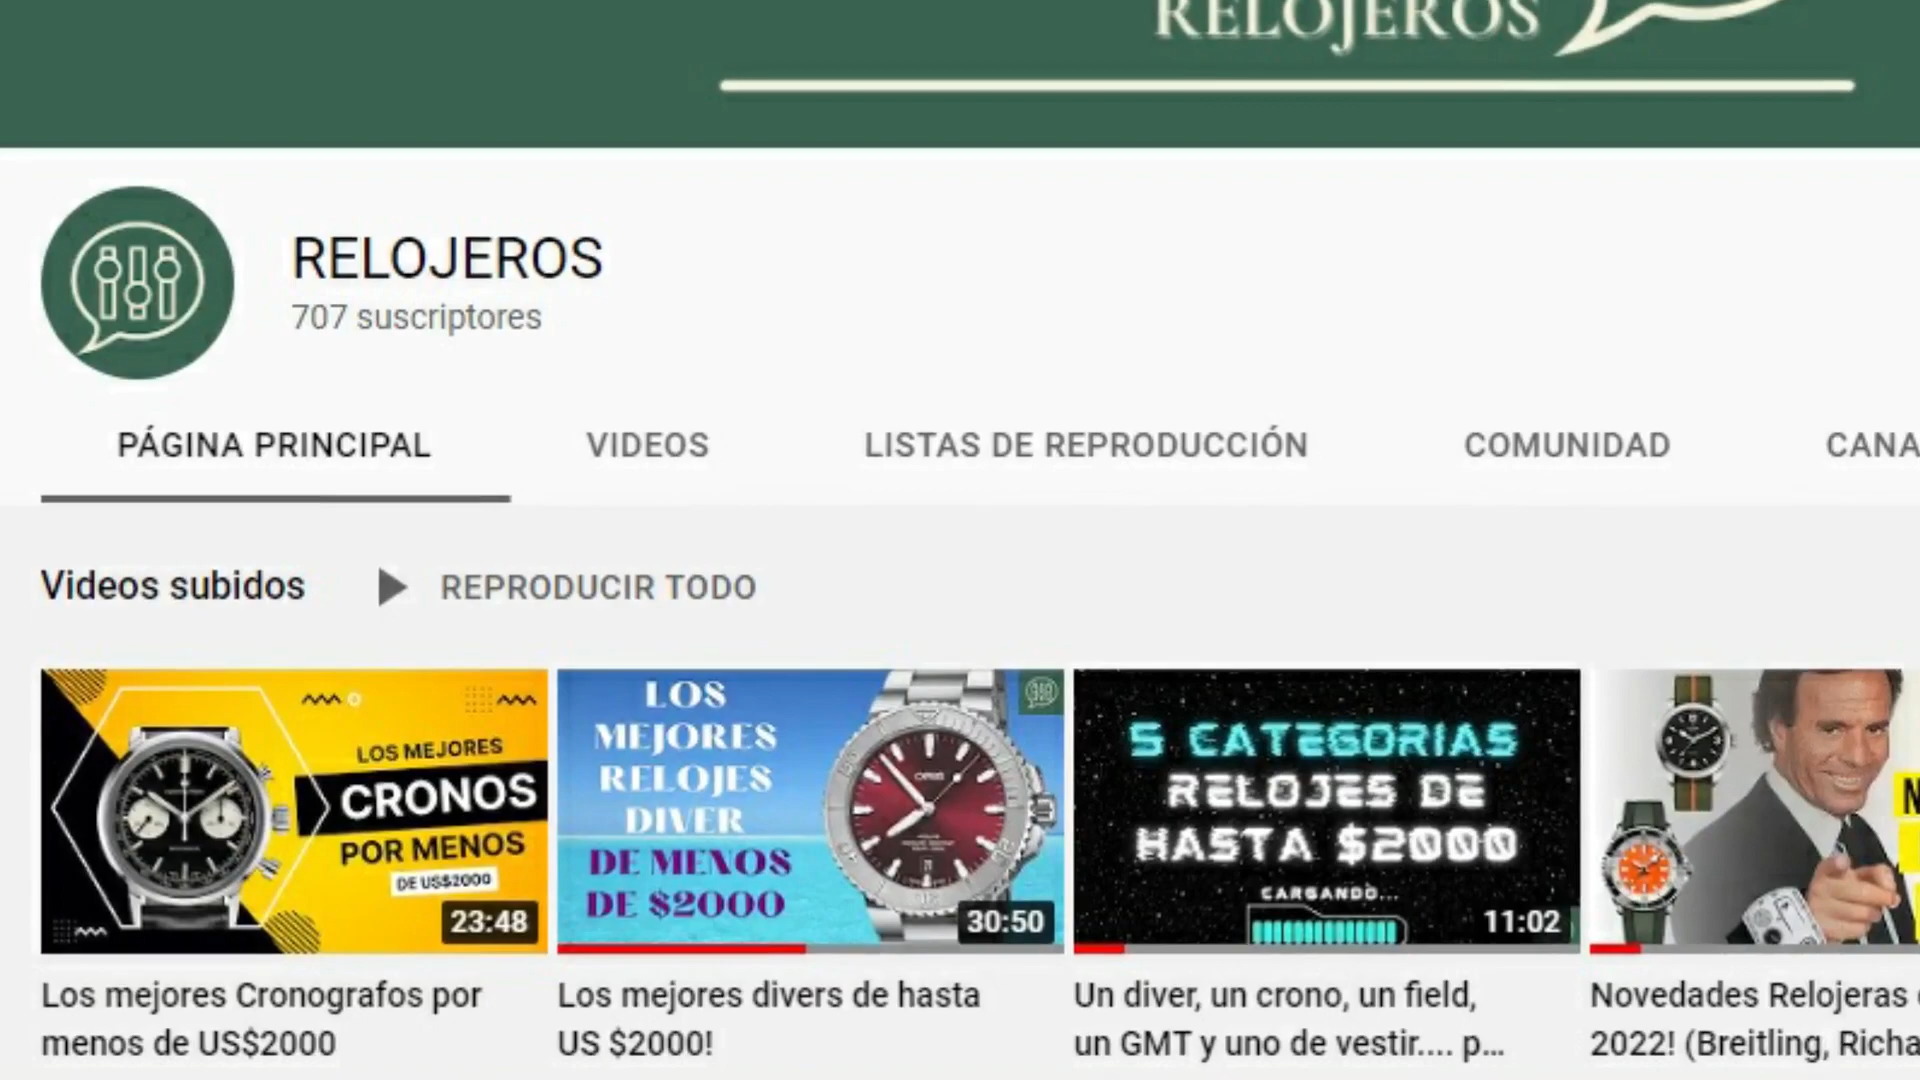 RELOJEROS
RELOJEROS
707 suscriptores
PÁGINA PRINCIPAL
VIDEOS
LISTAS DE REPRODUCCIÓN
COMUNIDAD
CANA
Videos subidos
REPRODUCIR TODO
LOS MEJORES
CRONOS
POR MENOS
DE US$2000
23:48
LOS
MEJORES
RELOJES
DIVER
DE MENOS
DE $2000
ORIS
30:50
5 CATEGORIAS
RELOJES DE
HASTA $2000
CARGANDO...
11:02
N
Los mejores Cronografos por
menos de US$2000
Los mejores divers de hasta
US $2000!
Un diver, un crono, un field,
un GMT y uno de vestir.... p...
Novedades Relojeras
2022! (Breitling, Richa